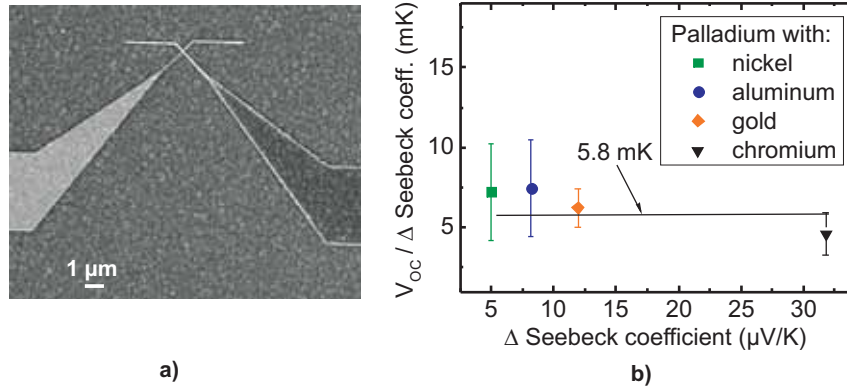 1 µm
a)
V_OC / Δ Seebeck coeff. (mK)
15
10
5
Palladium with:
nickel
aluminum
gold
chromium
5.8 mK
5 10 15 20 25 30
Δ Seebeck coefficient (µV/K)
b)